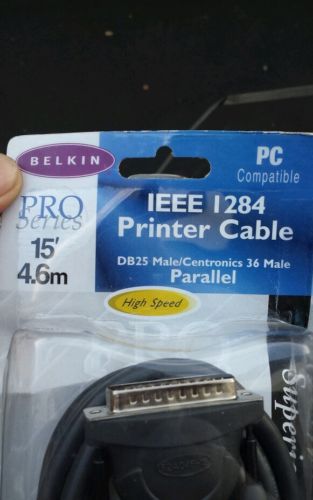 BELKIN
PC
Compatible
PRO
Series
15'
4.6m
IEEE 1284
Printer Cable
DB25 Male/Centronics 36 Male
Parallel
High Speed